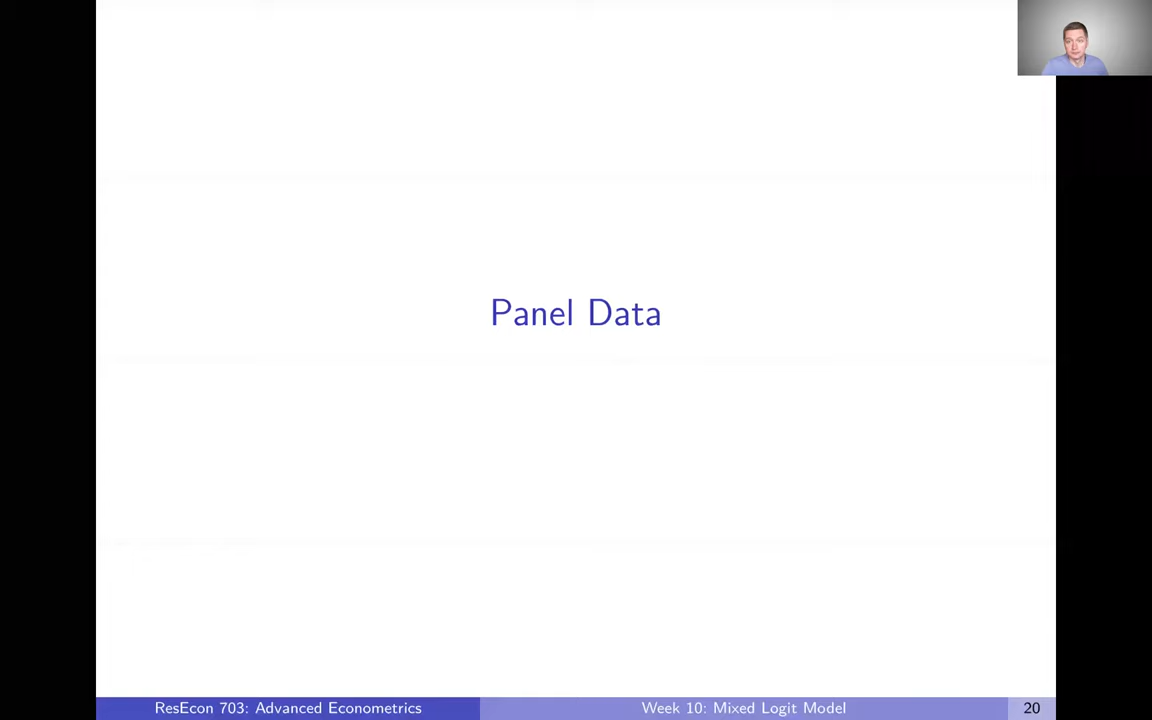 Panel Data
ResEcon 703: Advanced Econometrics
Week 10: Mixed Logit Model
20